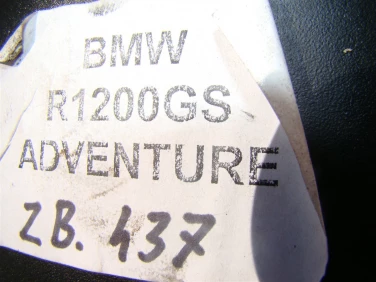 BMW
R1200GS
ADVENTURE
ZB. 437